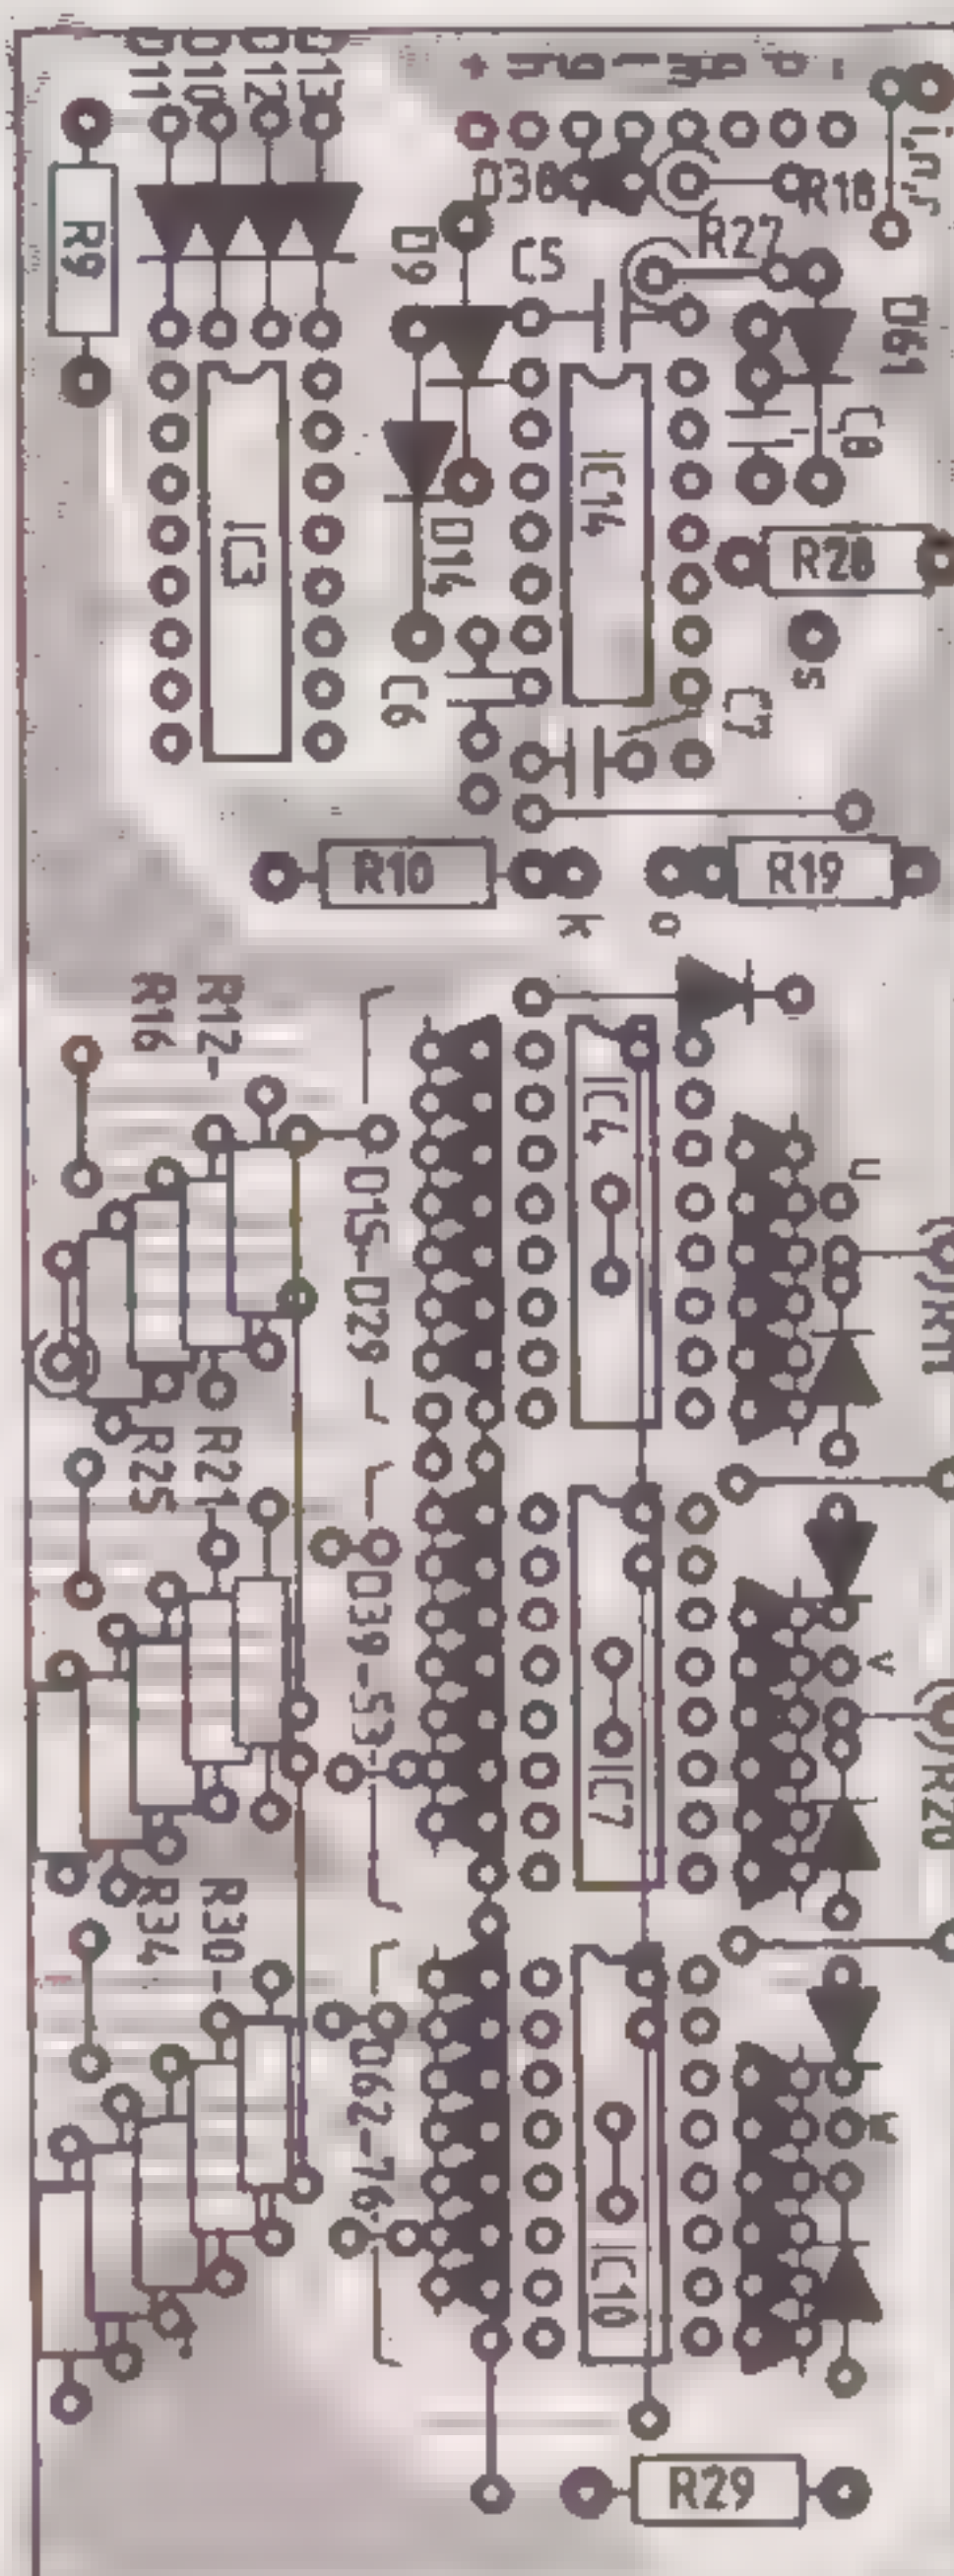 D11
D10
D12
D13
R9
D38
R18
D9
C5
R27
D61
IC3
IC14
C8
D14
R28
s
C6
C7
R10
R19
k
o
R16
R12-
IC4
D15-D29
u
R11
R25
R21-
D39-53
v
IC7
R20
R34
R30-
D62-76
w
IC10
R29